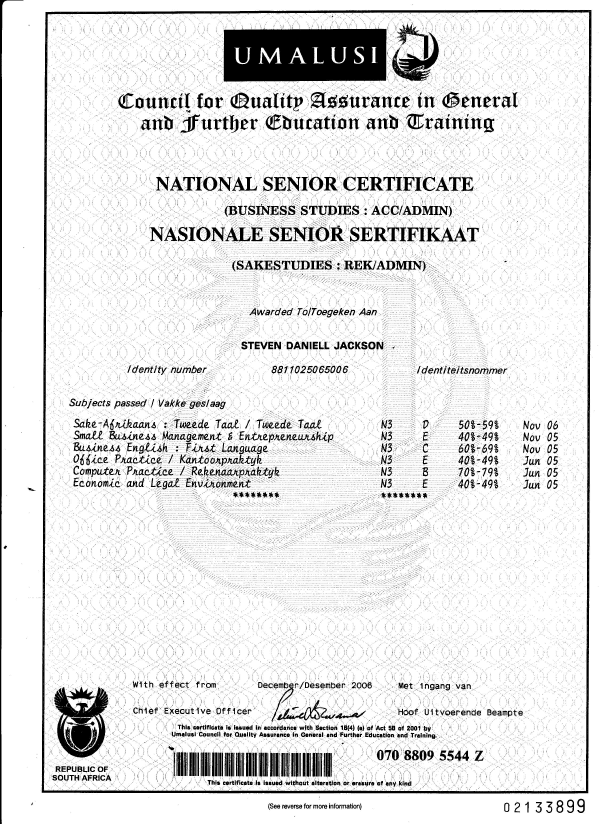 UMALUSI
Council for Quality Assurance in General
and Further Education and Training
NATIONAL SENIOR CERTIFICATE
(BUSINESS STUDIES : ACC/ADMIN)
NASIONALE SENIOR SERTIFIKAAT
(SAKESTUDIES : REK/ADMIN)
Awarded To/Toegeken Aan
STEVEN DANIELL JACKSON
Identity number 8811025065006 Identiteitsnommer
Subjects passed / Vakke geslaag
Sake-Afrikaans : Tweede Taal / Tweede Taal N3 D 50%-59% Nov 06
Small Business Management & Entrepreneurship N3 E 40%-49% Nov 05
Business English : First Language N3 C 60%-69% Nov 05
Office Practice / Kantoorpraktyk N3 E 40%-49% Jun 05
Computer Practice / Rekenaarpraktyk N3 B 70%-79% Jun 05
Economic and Legal Environment N3 E 40%-49% Jun 05
******** ********
With effect from December/Desember 2006 Met ingang van
Chief Executive Officer Hoof Uitvoerende Beampte
This certificate is issued in accordance with Section 16(4) (e) of Act 58 of 2001 by
Umalusi Council for Quality Assurance in General and Further Education and Training.
REPUBLIC OF
SOUTH AFRICA
070 8809 5544 Z
This certificate is issued without alteration or erasure of any kind
(See reverse for more information)
02133899